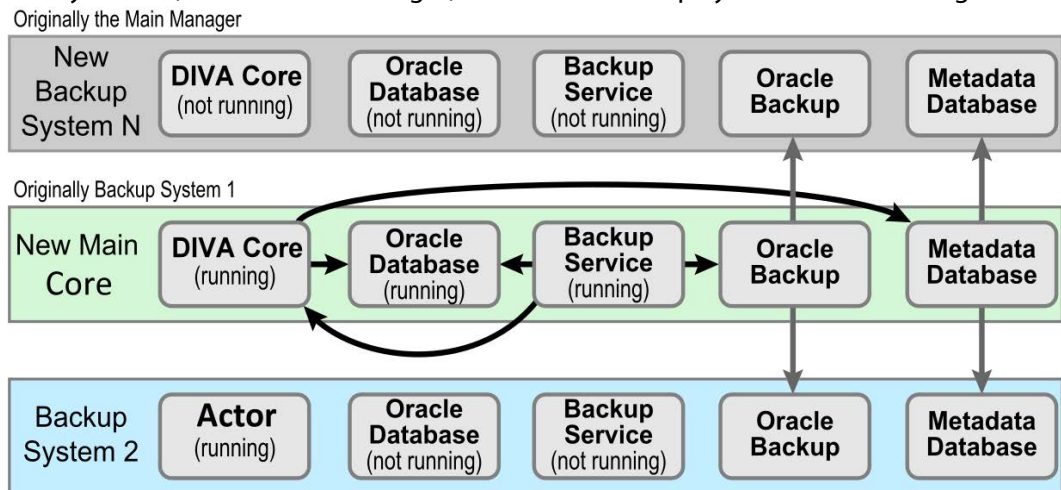 Originally the Main Manager
New
Backup
System N
DIVA Core
(not running)
Oracle
Database
(not running)
Backup
Service
(not running)
Oracle
Backup
Metadata
Database
Originally Backup System 1
New Main
Core
DIVA Core
(running)
Oracle
Database
(running)
Backup
Service
(running)
Oracle
Backup
Metadata
Database
Backup
System 2
Actor
(running)
Oracle
Database
(not running)
Backup
Service
(not running)
Oracle
Backup
Metadata
Database